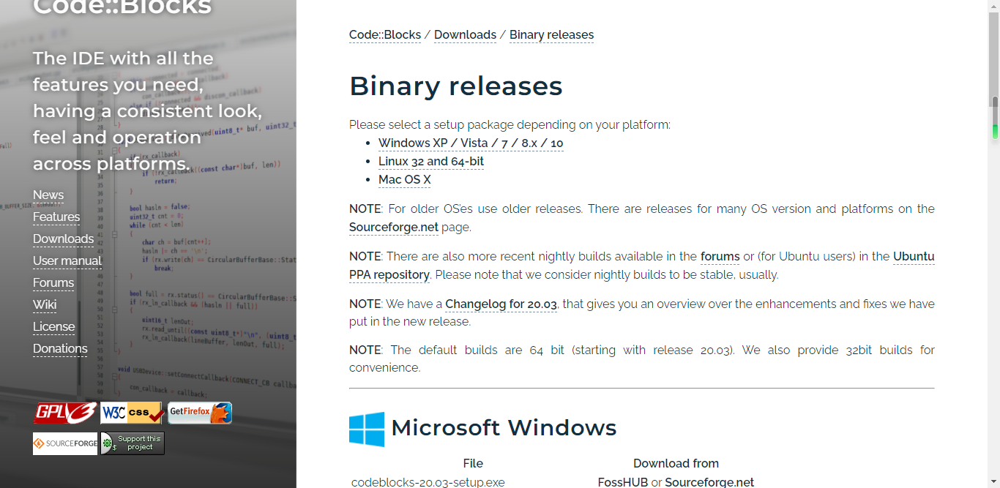 Code::Blocks
The IDE with all the
features you need,
having a consistent look,
feel and operation
across platforms.
News
Features
Downloads
User manual
Forums
Wiki
License
Donations
GPLv3
W3C css
GetFirefox
SOURCEFORGE
Support this
project
Code::Blocks / Downloads / Binary releases
Binary releases
Please select a setup package depending on your platform:
Windows XP / Vista / 7 / 8.x / 10
Linux 32 and 64-bit
Mac OS X
NOTE: For older OS'es use older releases. There are releases for many OS version and platforms on the
Sourceforge.net page.
NOTE: There are also more recent nightly builds available in the forums or (for Ubuntu users) in the Ubuntu
PPA repository. Please note that we consider nightly builds to be stable, usually.
NOTE: We have a Changelog for 20.03, that gives you an overview over the enhancements and fixes we have
put in the new release.
NOTE: The default builds are 64 bit (starting with release 20.03). We also provide 32bit builds for
convenience.
Microsoft Windows
File Download from
codeblocks-20.03-setup.exe FossHUB or Sourceforge.net